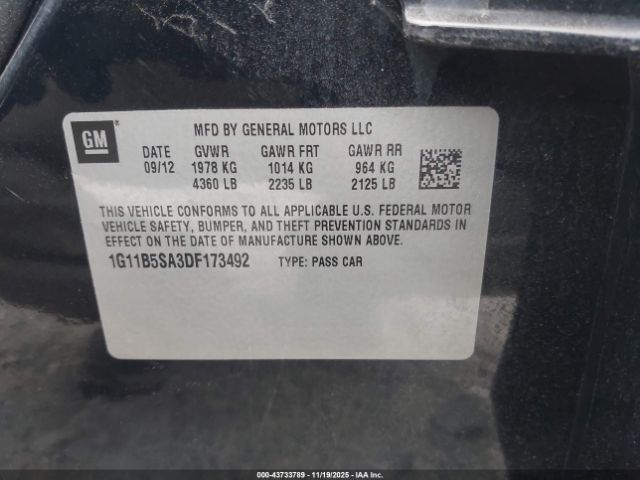 GM®
MFD BY GENERAL MOTORS LLC
DATE GVWR GAWR FRT GAWR RR
09/12 1978 KG 1014 KG 964 KG
4360 LB 2235 LB 2125 LB
THIS VEHICLE CONFORMS TO ALL APPLICABLE U.S. FEDERAL MOTOR
VEHICLE SAFETY, BUMPER, AND THEFT PREVENTION STANDARDS IN
EFFECT ON THE DATE OF MANUFACTURE SHOWN ABOVE.
1G11B5SA3DF173492 TYPE: PASS CAR
000-43733789 - 11/19/2025 - IAAI.COM